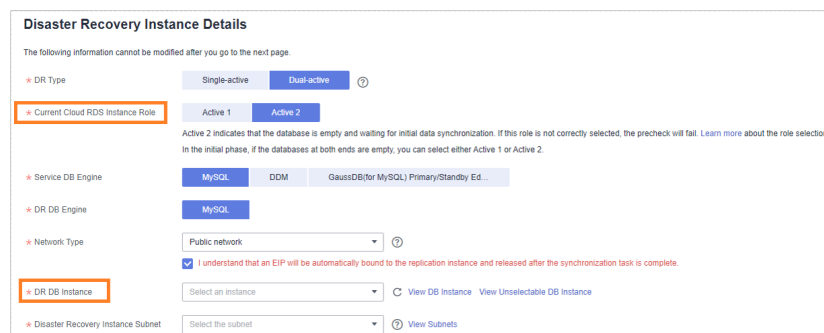 Disaster Recovery Instance Details
The following information cannot be modified after you go to the next page.
* DR Type Single-active Dual-active ?
* Current Cloud RDS Instance Role Active 1 Active 2
Active 2 indicates that the database is empty and waiting for initial data synchronization. If this role is not correctly selected, the precheck will fail. Learn more about the role selection
In the initial phase, if the databases at both ends are empty, you can select either Active 1 or Active 2.
* Service DB Engine MySQL DDM GaussDB(for MySQL) Primary/Standby Ed...
* DR DB Engine MySQL
* Network Type Public network ?
I understand that an EIP will be automatically bound to the replication instance and released after the synchronization task is complete.
* DR DB Instance Select an instance View DB Instance View Unselectable DB Instance
* Disaster Recovery Instance Subnet Select the subnet ? View Subnets